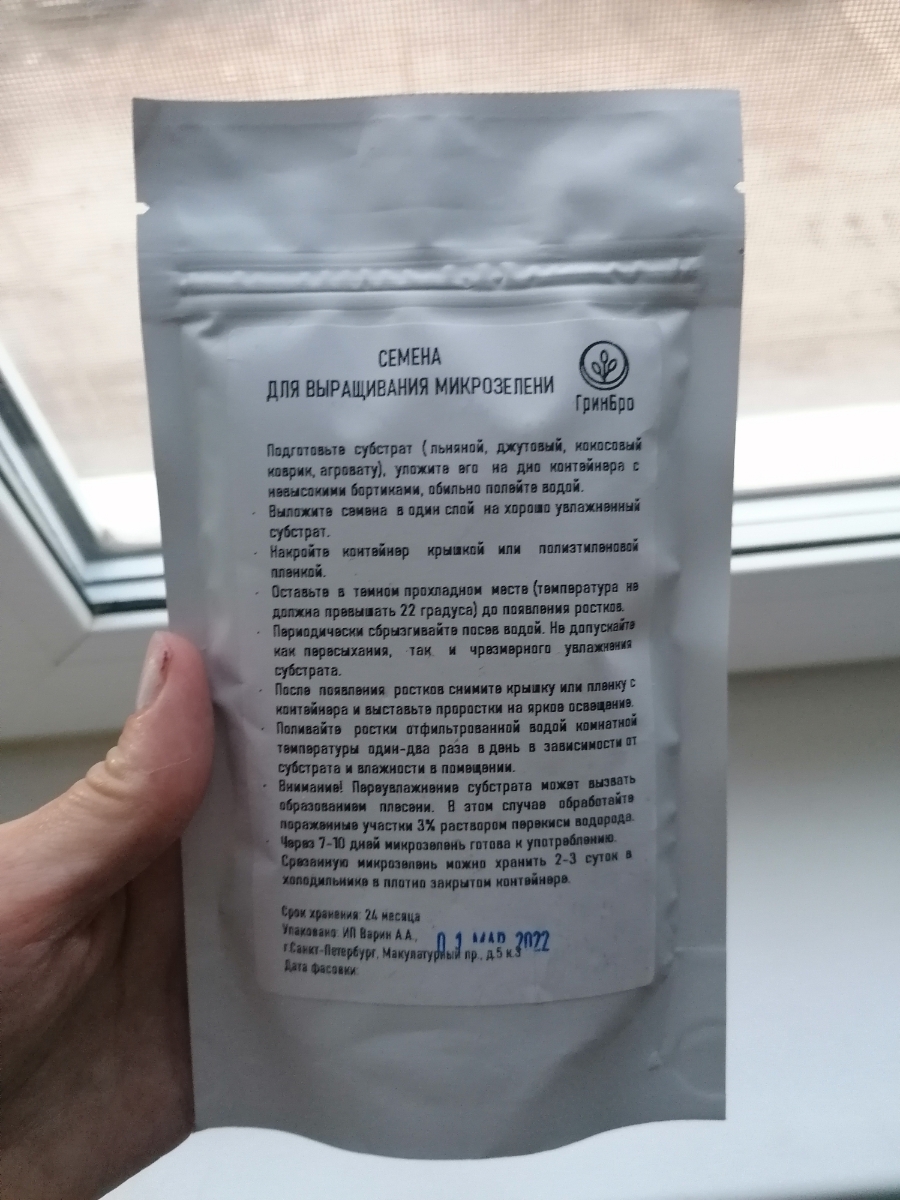 СЕМЕНА
ДЛЯ ВЫРАЩИВАНИЯ МИКРОЗЕЛЕНИ
ГринБро
Подготовьте субстрат (льняной, джутовый, кокосовый
коврик, агровату), уложите его на дно контейнера с
невысокими бортиками, обильно полейте водой.
· Выложите семена в один слой на хорошо увлажненный
субстрат.
· Накройте контейнер крышкой или полиэтиленовой
пленкой.
· Оставьте в темном прохладном месте (температура не
должна превышать 22 градуса) до появления ростков.
· Периодически сбрызгивайте посев водой. Не допускайте
как пересыхания, так и чрезмерного увлажнения
субстрата.
· После появления ростков снимите крышку или пленку с
контейнера и выставьте проростки на яркое освещение.
· Поливайте ростки отфильтрованной водой комнатной
температуры один-два раза в день в зависимости от
субстрата и влажности в помещении.
· Внимание! Переувлажнение субстрата может вызвать
образованием плесени. В этом случае обработайте
пораженные участки 3% раствором перекиси водорода.
· Через 7-10 дней микрозелень готова к употреблению.
Срезанную микрозелень можно хранить 2-3 суток в
холодильнике в плотно закрытом контейнере.
Срок хранения: 24 месяца
Упаковано: ИП Варин А.А.,
г.Санкт-Петербург, Макулатурный пр., д.5 к.3
Дата фасовки:
0 1 МАР 2022